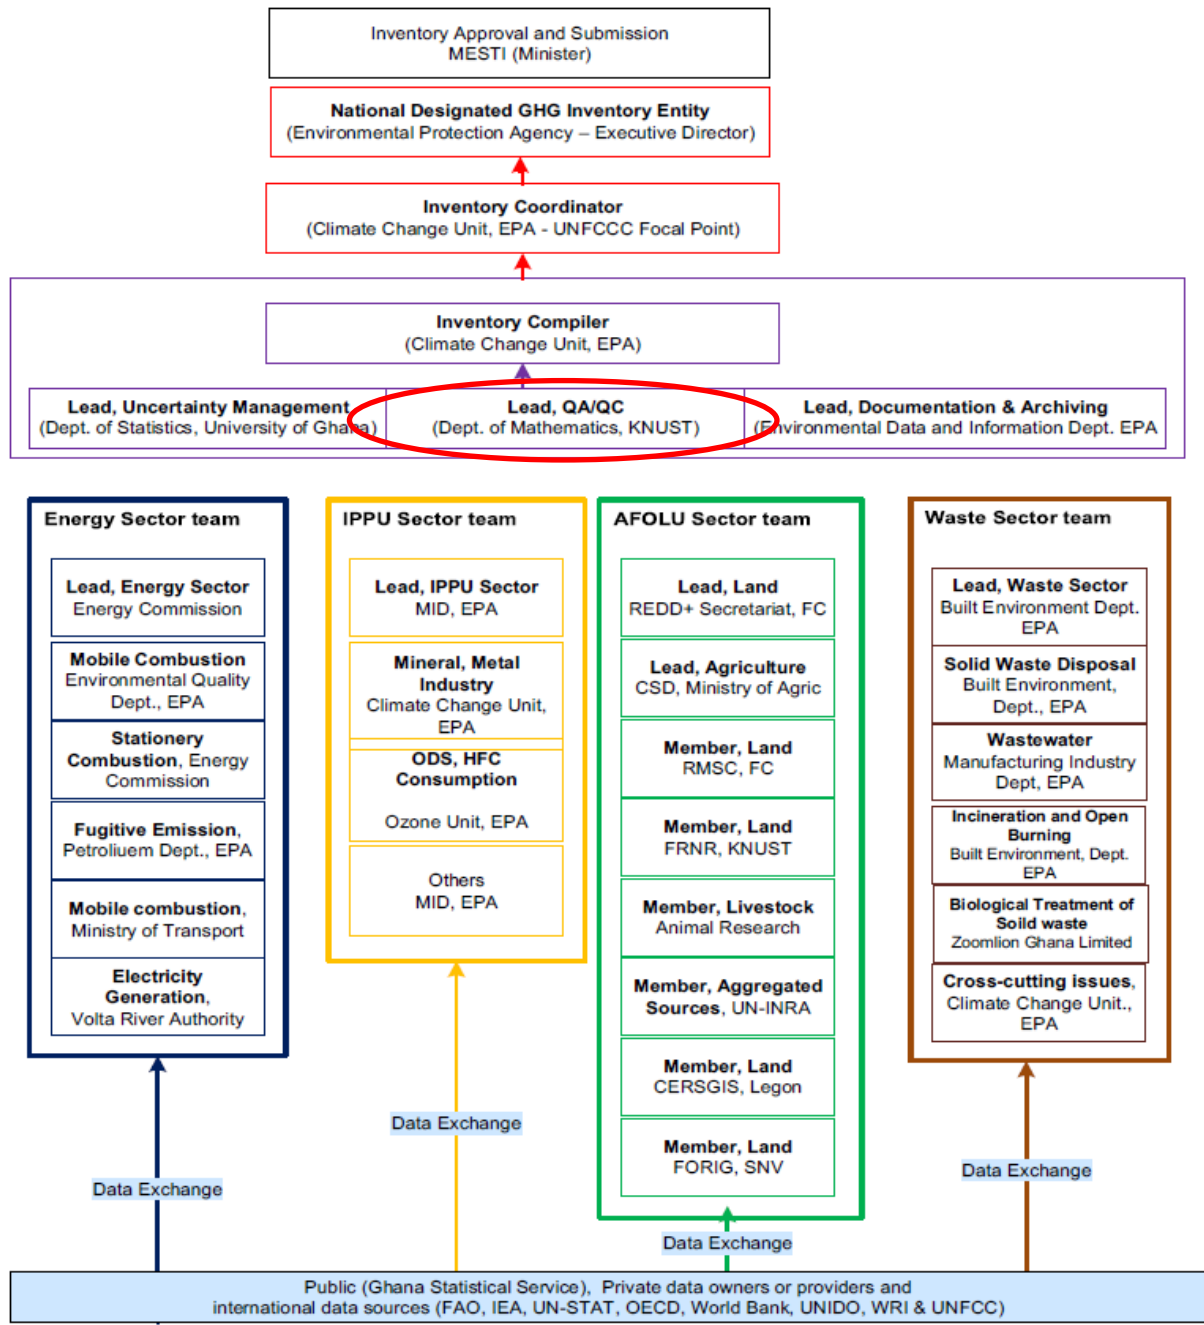 Inventory Approval and Submission
MESTI (Minister)
National Designated GHG Inventory Entity
(Environmental Protection Agency – Executive Director)
Inventory Coordinator
(Climate Change Unit, EPA - UNFCCC Focal Point)
Inventory Compiler
(Climate Change Unit, EPA)
Lead, Uncertainty Management
(Dept. of Statistics, University of Ghana)
Lead, QA/QC
(Dept. of Mathematics, KNUST)
Lead, Documentation & Archiving
(Environmental Data and Information Dept. EPA
Energy Sector team
Lead, Energy Sector
Energy Commission
Mobile Combustion
Environmental Quality
Dept., EPA
Stationery
Combustion, Energy
Commission
Fugitive Emission,
Petroliuem Dept., EPA
Mobile combustion,
Ministry of Transport
Electricity
Generation,
Volta River Authority
Data Exchange
IPPU Sector team
Lead, IPPU Sector
MID, EPA
Mineral, Metal
Industry
Climate Change Unit,
EPA
ODS, HFC
Consumption
Ozone Unit, EPA
Others
MID, EPA
Data Exchange
AFOLU Sector team
Lead, Land
REDD+ Secretariat, FC
Lead, Agriculture
CSD, Ministry of Agric
Member, Land
RMSC, FC
Member, Land
FRNR, KNUST
Member, Livestock
Animal Research
Member, Aggregated
Sources, UN-INRA
Member, Land
CERSGIS, Legon
Member, Land
FORIG, SNV
Data Exchange
Waste Sector team
Lead, Waste Sector
Built Environment Dept.
EPA
Solid Waste Disposal
Built Environment,
Dept., EPA
Wastewater
Manufacturing Industry
Dept, EPA
Incineration and Open
Burning
Built Environment, Dept.
EPA
Biological Treatment of
Soild waste
Zoomlion Ghana Limited
Cross-cutting issues,
Climate Change Unit.,
EPA
Data Exchange
Public (Ghana Statistical Service), Private data owners or providers and
international data sources (FAO, IEA, UN-STAT, OECD, World Bank, UNIDO, WRI & UNFCC)